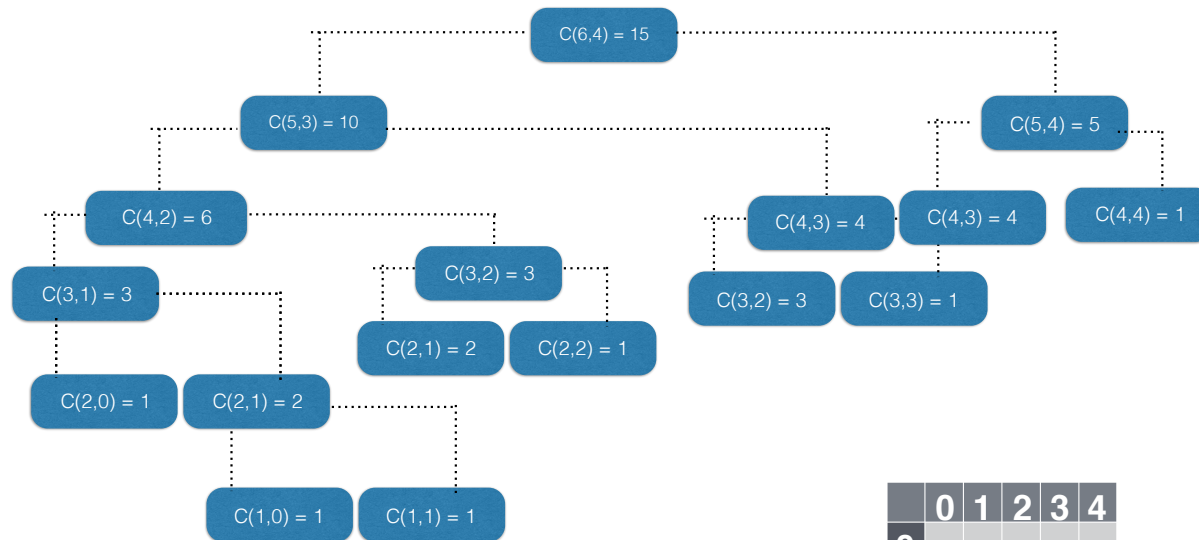 C(6,4) = 15
C(5,3) = 10
C(5,4) = 5
C(4,2) = 6
C(4,3) = 4
C(4,3) = 4
C(4,4) = 1
C(3,1) = 3
C(3,2) = 3
C(3,2) = 3
C(3,3) = 1
C(2,1) = 2
C(2,2) = 1
C(2,0) = 1
C(2,1) = 2
C(1,0) = 1
C(1,1) = 1
0 1 2 3 4